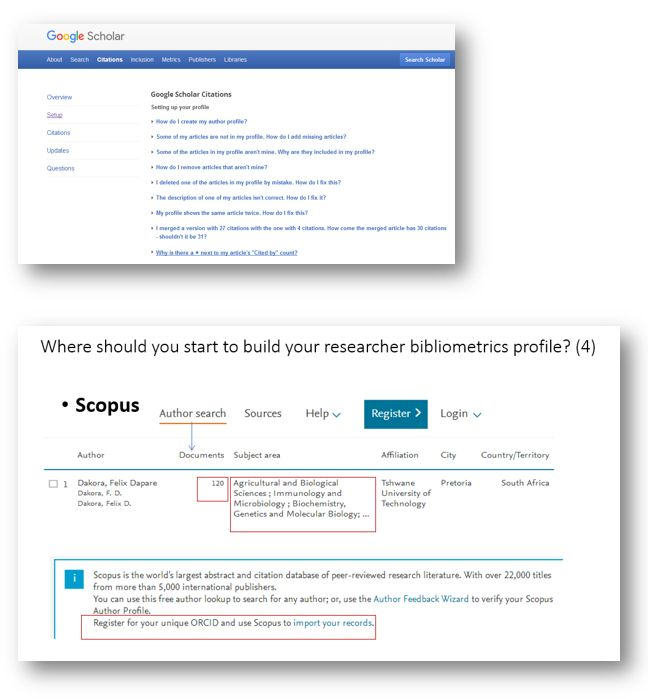 Google Scholar
About Search Citations Inclusion Metrics Publishers Libraries Search Scholar
Overview
Setup
Citations
Updates
Questions
Google Scholar Citations
Setting up your profile
How do I create my author profile?
Some of my articles are not in my profile. How do I add missing articles?
Some of the articles in my profile aren't mine. Why are they included in my profile?
How do I remove articles that aren't mine?
I deleted one of the articles in my profile by mistake. How do I fix this?
The description of one of my articles isn't correct. How do I fix it?
My profile shows the same article twice. How do I fix this?
I merged a version with 27 citations with the one with 4 citations. How come the merged article has 30 citations
- shouldn't it be 31?
Why is there a * next to my article's "Cited by" count?
Where should you start to build your researcher bibliometrics profile? (4)
• Scopus Author search Sources Help Register Login
Author Documents Subject area Affiliation City Country/Territory
1 Dakora, Felix Dapare 120 Agricultural and Biological Tshwane Pretoria South Africa
Dakora, F. D. Sciences ; Immunology and University of
Dakora, Felix D. Microbiology ; Biochemistry, Technology
Genetics and Molecular Biology; ...
i Scopus is the world's largest abstract and citation database of peer-reviewed research literature. With over 22,000 titles
from more than 5,000 international publishers.
You can use this free author lookup to search for any author; or, use the Author Feedback Wizard to verify your Scopus
Author Profile.
Register for your unique ORCID and use Scopus to import your records.